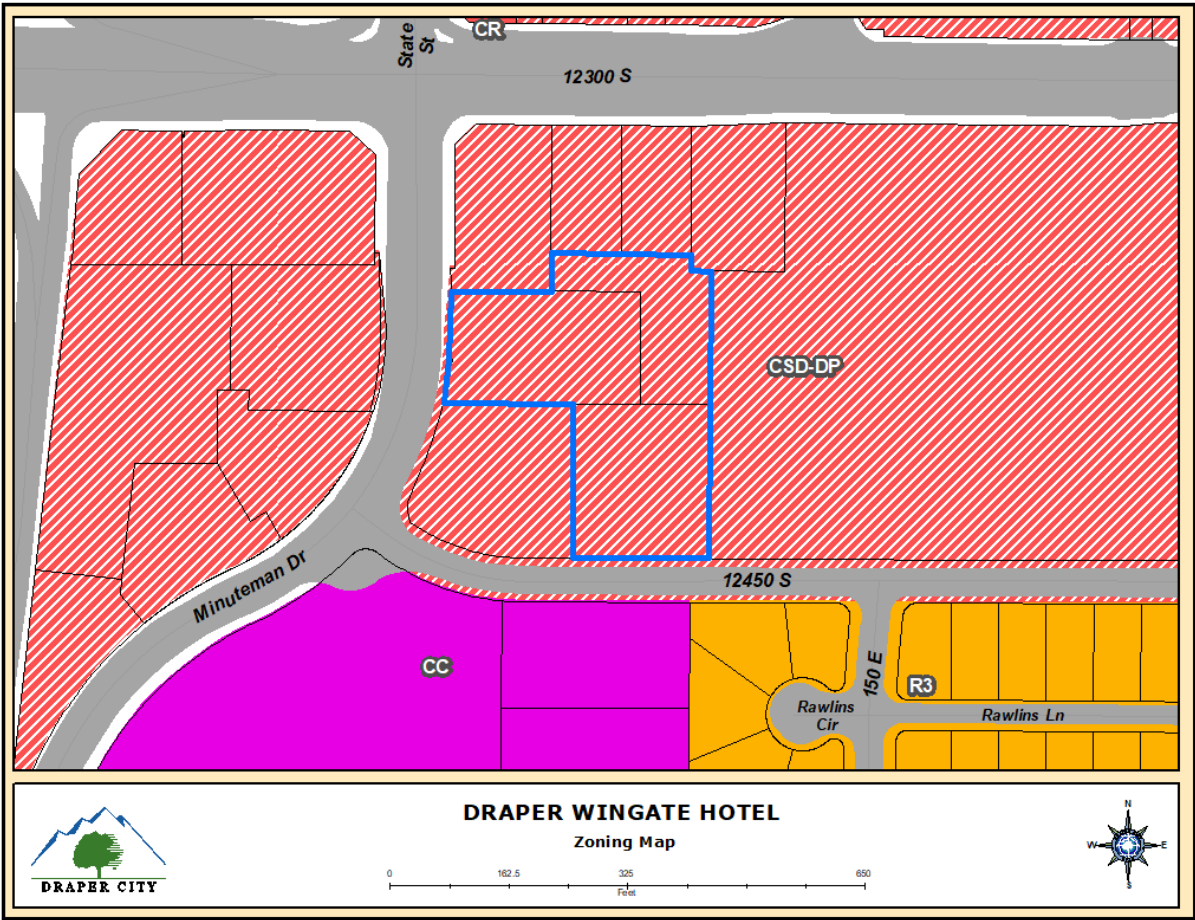 CR
State
St
12300 S
CSD-DP
Minuteman Dr
12450 S
CC
150 E
R3
Rawlins
Cir
Rawlins Ln
DRAPER CITY
DRAPER WINGATE HOTEL
Zoning Map
0 162.5 325 650
Feet
N
W E
S